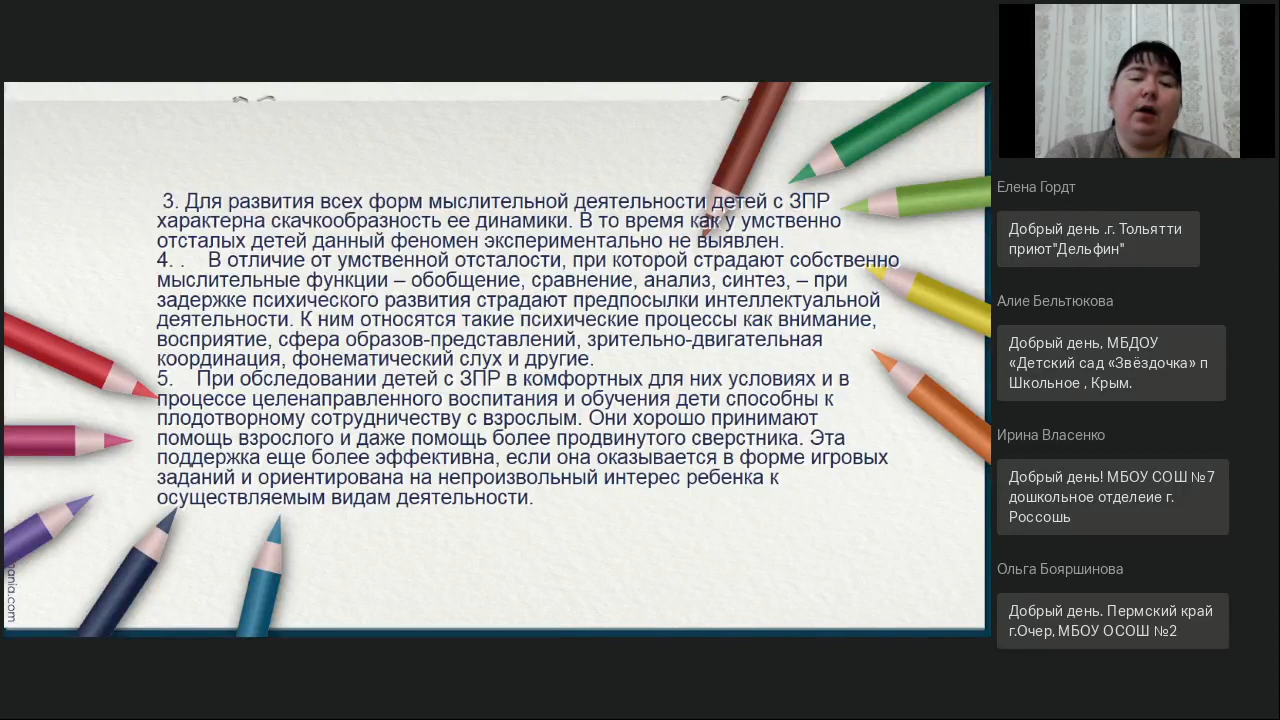 3. Для развития всех форм мыслительной деятельности детей с ЗПР
характерна скачкообразность ее динамики. В то время как у умственно
отсталых детей данный феномен экспериментально не выявлен.
4. .    В отличие от умственной отсталости, при которой страдают собственно
мыслительные функции – обобщение, сравнение, анализ, синтез, – при
задержке психического развития страдают предпосылки интеллектуальной
деятельности. К ним относятся такие психические процессы как внимание,
восприятие, сфера образов-представлений, зрительно-двигательная
координация, фонематический слух и другие.
5.    При обследовании детей с ЗПР в комфортных для них условиях и в
процессе целенаправленного воспитания и обучения дети способны к
плодотворному сотрудничеству с взрослым. Они хорошо принимают
помощь взрослого и даже помощь более продвинутого сверстника. Эта
поддержка еще более эффективна, если она оказывается в форме игровых
заданий и ориентирована на непроизвольный интерес ребенка к
осуществляемым видам деятельности.
Елена Гордт
Добрый день .г. Тольятти
приют"Дельфин"
Алие Бельтюкова
Добрый день, МБДОУ
«Детский сад «Звёздочка» п
Школьное , Крым.
Ирина Власенко
Добрый день! МБОУ СОШ №7
дошкольное отделеие г.
Россошь
Ольга Бояршинова
Добрый день. Пермский край
г.Очер, МБОУ ОСОШ №2